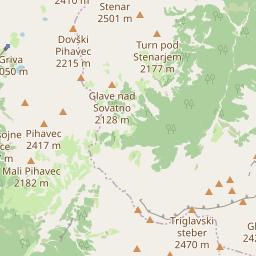 2410 m
Stenar
2501 m
Dovški
Pihavec
2215 m
Turn pod
Stenarjem
2177 m
Griva
050 m
Glave nad
Sovatno
2128 m
Pihavec
2417 m
Mali Pihavec
2182 m
m
Triglavski
steber
2470 m